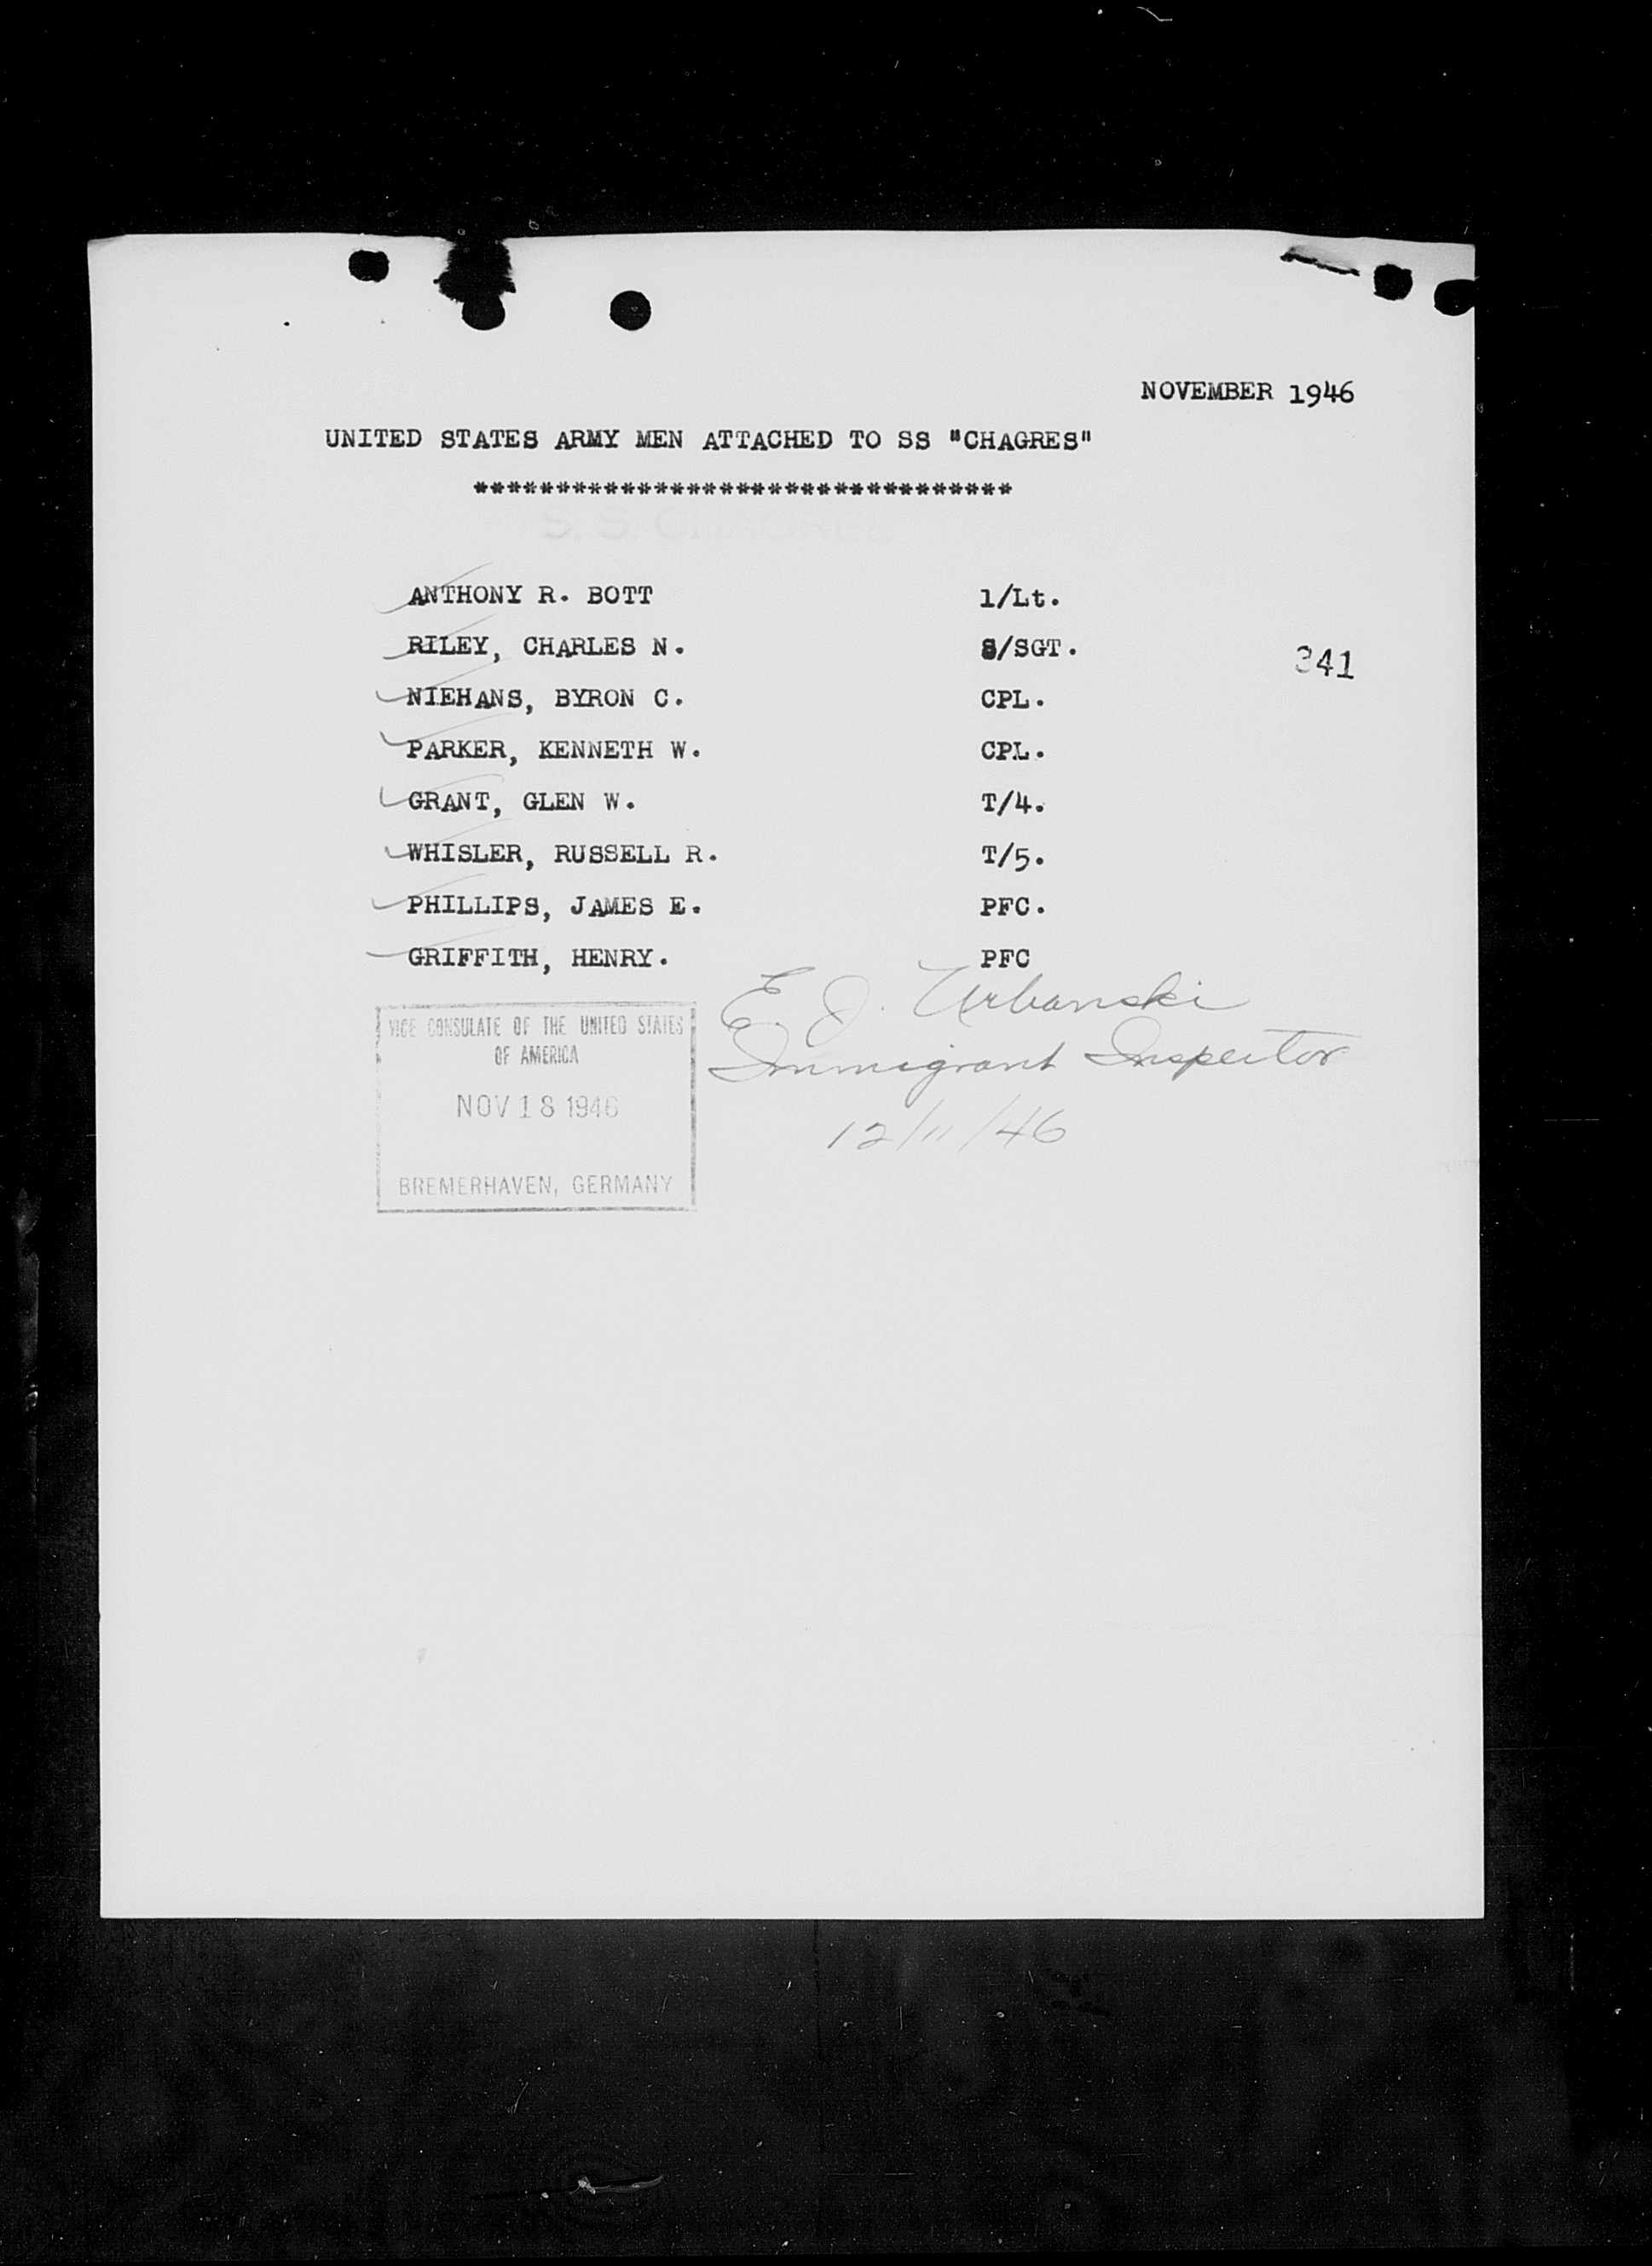 NOVEMBER 1946
UNITED STATES ARMY MEN ATTACHED TO SS "CHAGRES"
*********************************
ANTHONY R. BOTT 1/Lt.
RILEY, CHARLES N. S/SGT.
341
NIEHANS, BYRON C. CPL.
PARKER, KENNETH W. CPL.
GRANT, GLEN W. T/4.
WHISLER, RUSSELL R. T/5.
PHILLIPS, JAMES E. PFC.
GRIFFITH, HENRY. PFC
E. J. Urbanski
Immigrant Inspector
12/11/46
VICE CONSULATE OF THE UNITED STATES
OF AMERICA
NOV 18 1946
BREMERHAVEN, GERMANY